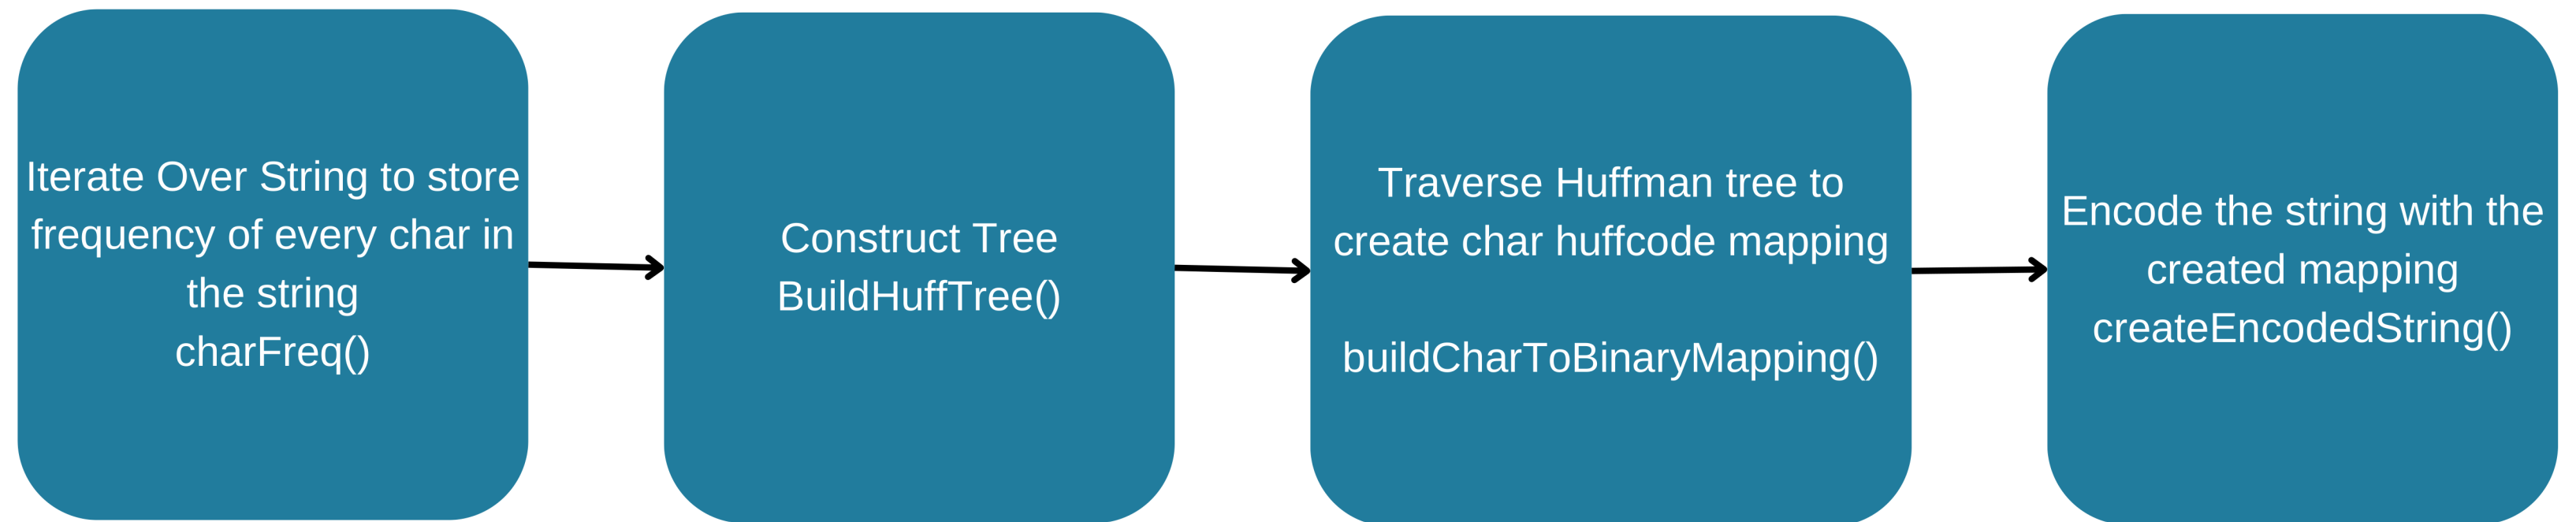 Iterate Over String to store
frequency of every char in
the string
charFreq()
Construct Tree
BuildHuffTree()
Traverse Huffman tree to
create char huffcode mapping
buildCharToBinaryMapping()
Encode the string with the
created mapping
createEncodedString()